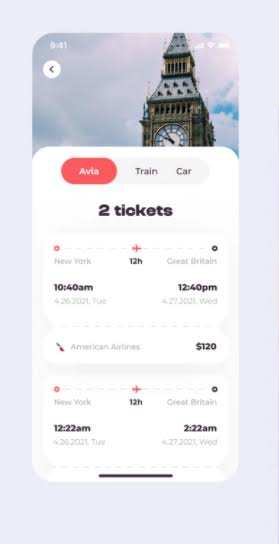 9:41
Avia Train Car
2 tickets
New York 12h Great Britain
10:40am 12:40pm
4.26.2021, Tue 4.27.2021, Wed
American Airlines $120
New York 12h Great Britain
12:22am 2:22am
4.26.2021, Tue 4.27.2021, Wed